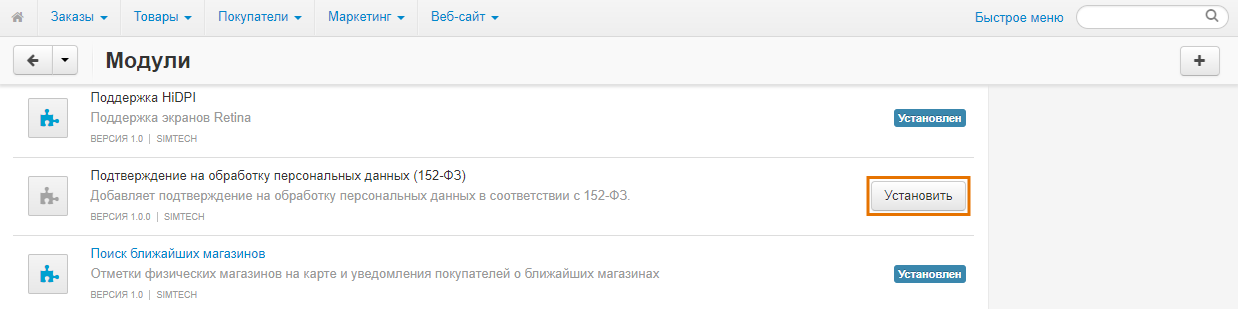 Заказы Товары Покупатели Маркетинг Веб-сайт Быстрое меню
Модули
Поддержка HiDPI
Поддержка экранов Retina
Установлен
ВЕРСИЯ 1.0 | SIMTECH
Подтверждение на обработку персональных данных (152-ФЗ)
Добавляет подтверждение на обработку персональных данных в соответствии с 152-ФЗ.
Установить
ВЕРСИЯ 1.0.0 | SIMTECH
Поиск ближайших магазинов
Отметки физических магазинов на карте и уведомления покупателей о ближайших магазинах
Установлен
ВЕРСИЯ 1.0 | SIMTECH